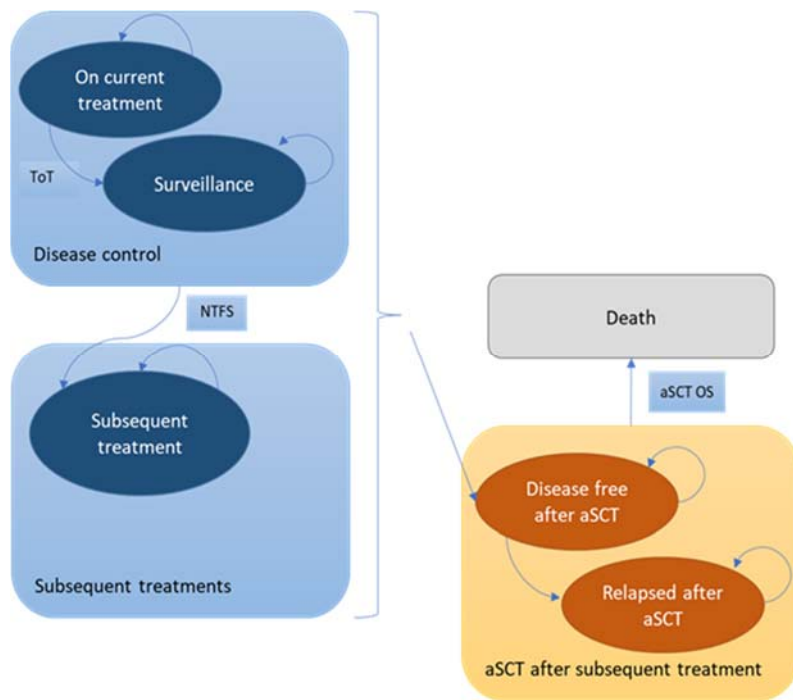 On current
treatment
ToT
Surveillance
Disease control
NTFS
Subsequent
treatment
Subsequent treatments
Death
aSCT OS
Disease free
after aSCT
Relapsed after
aSCT
aSCT after subsequent treatment